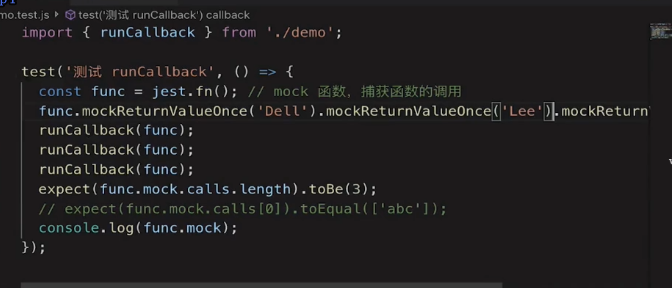 mo.test.js > test('测试 runCallback') callback
import { runCallback } from './demo';
test('测试 runCallback', () => {
const func = jest.fn(); // mock 函数，捕获函数的调用
func.mockReturnValueOnce('Dell').mockReturnValueOnce('Lee').mockReturn
runCallback(func);
runCallback(func);
runCallback(func);
expect(func.mock.calls.length).toBe(3);
// expect(func.mock.calls[0]).toEqual(['abc']);
console.log(func.mock);
});